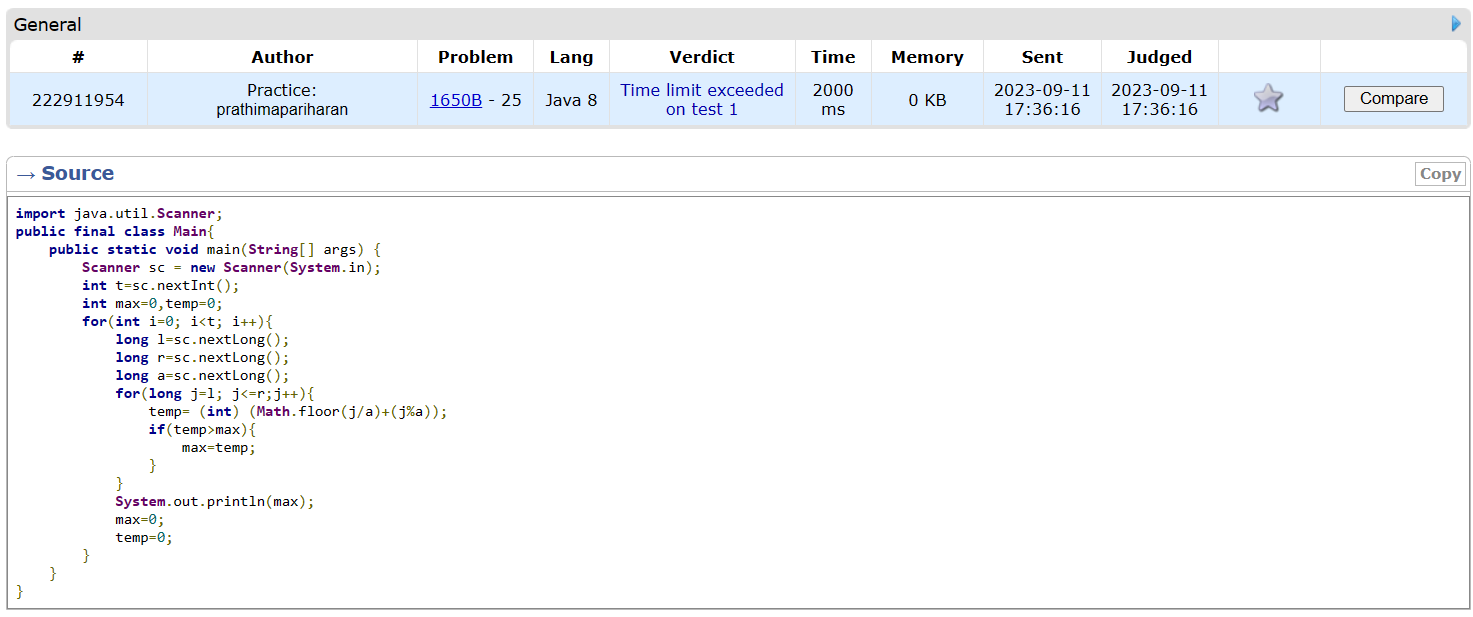 General
# Author Problem Lang Verdict Time Memory Sent Judged
222911954 Practice: prathimapariharan 1650B - 25 Java 8 Time limit exceeded on test 1 2000 ms 0 KB 2023-09-11 17:36:16 2023-09-11 17:36:16 Compare
→ Source Copy
import java.util.Scanner;
public final class Main{
    public static void main(String[] args) {
        Scanner sc = new Scanner(System.in);
        int t=sc.nextInt();
        int max=0,temp=0;
        for(int i=0; i<t; i++){
            long l=sc.nextLong();
            long r=sc.nextLong();
            long a=sc.nextLong();
            for(long j=l; j<=r;j++){
                temp= (int) (Math.floor(j/a)+(j%a));
                if(temp>max){
                    max=temp;
                }
            }
            System.out.println(max);
            max=0;
            temp=0;
        }
    }
}